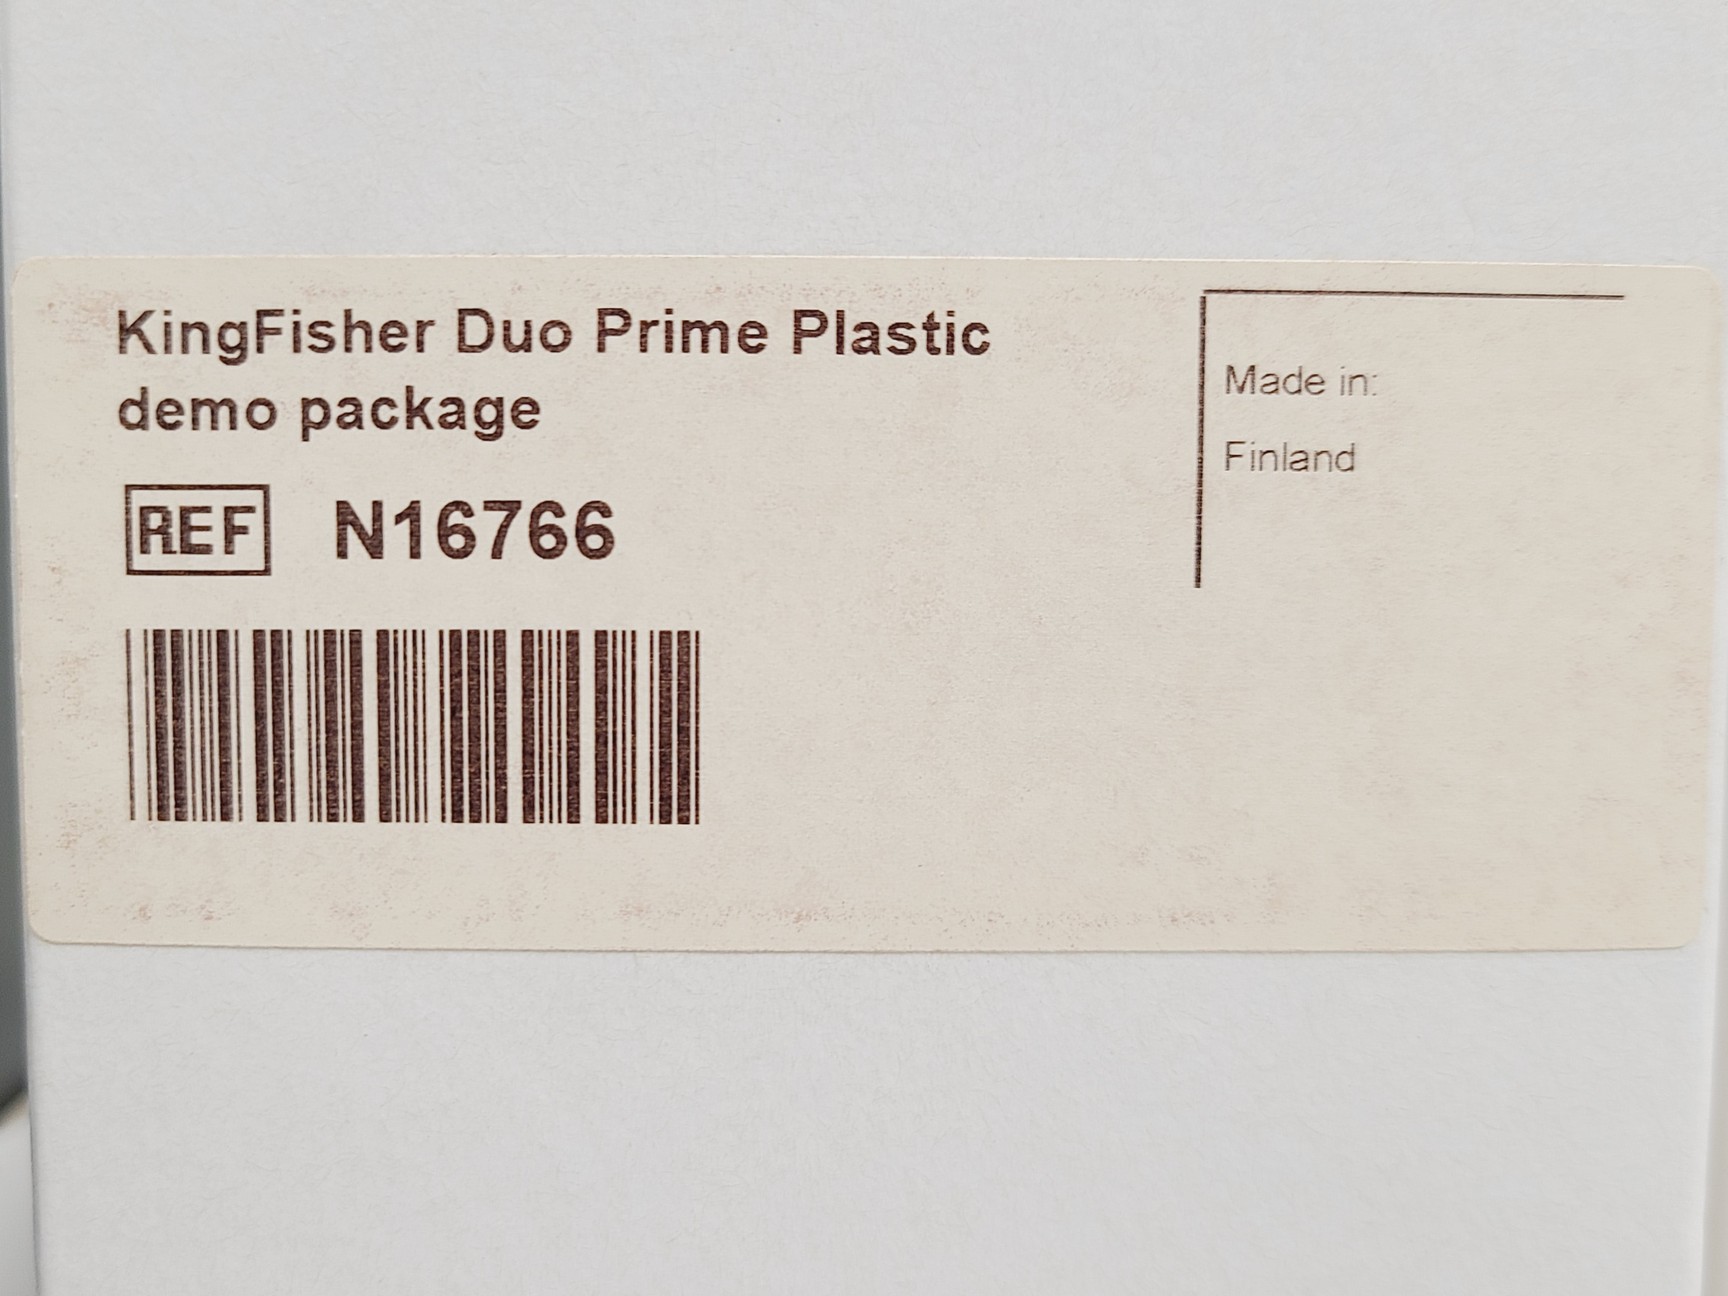 KingFisher Duo Prime Plastic
demo package
REF N16766
Made in:
Finland